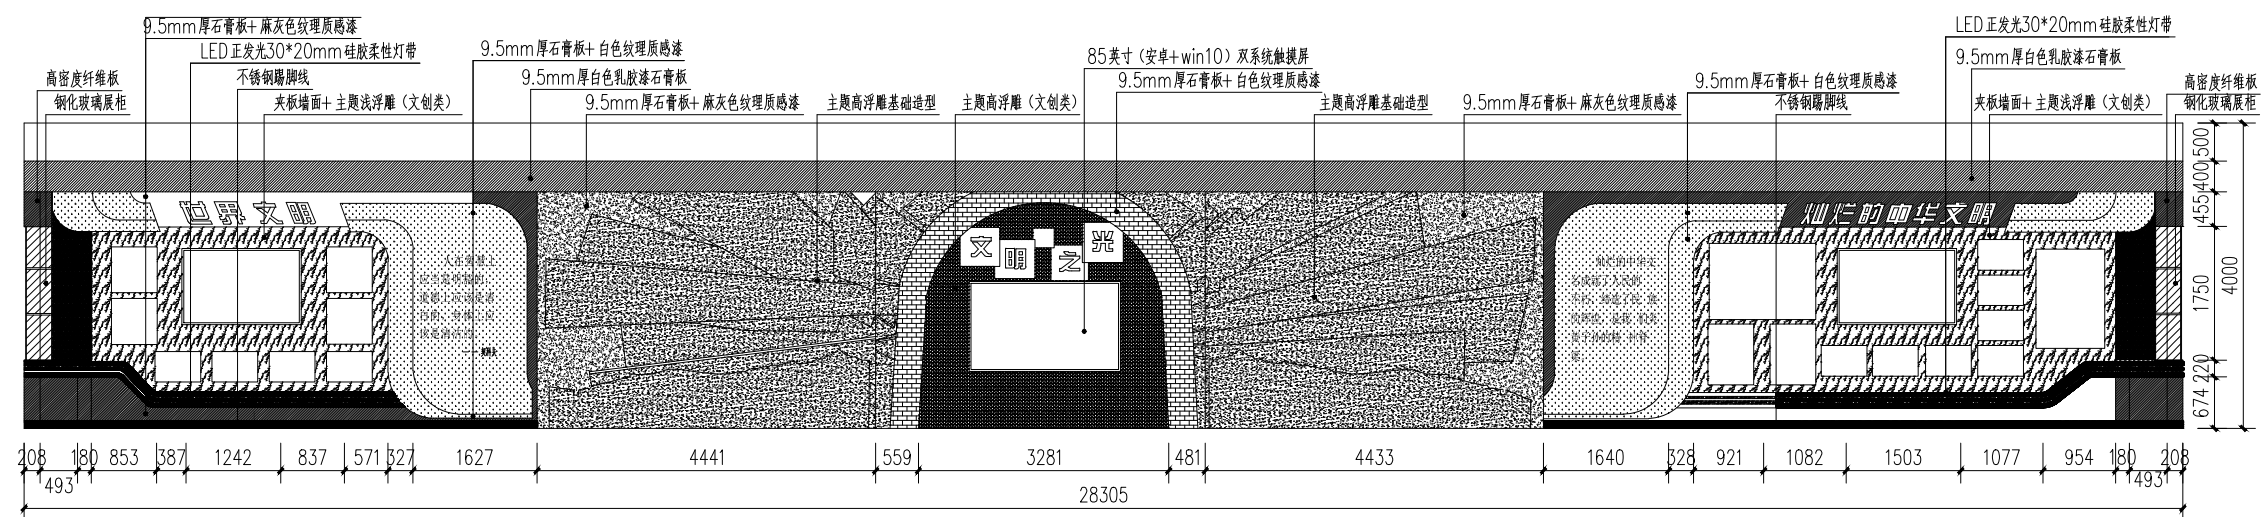 9.5mm厚石膏板+麻灰色纹理质感漆
LED正发光30*20mm硅胶柔性灯带
9.5mm厚石膏板+白色纹理质感漆
85英寸（安卓+win10）双系统触摸屏
LED正发光30*20mm硅胶柔性灯带
9.5mm厚白色乳胶漆石膏板
高密度纤维板
不锈钢踢脚线
9.5mm厚白色乳胶漆石膏板
9.5mm厚石膏板+白色纹理质感漆
9.5mm厚石膏板+白色纹理质感漆
高密度纤维板
钢化玻璃展柜
夹板墙面+主题浅浮雕（文创类）
9.5mm厚石膏板+麻灰色纹理质感漆
主题高浮雕基础造型
主题高浮雕（文创类）
主题高浮雕基础造型
9.5mm厚石膏板+麻灰色纹理质感漆
不锈钢踢脚线
夹板墙面+主题浅浮雕（文创类）
钢化玻璃展柜
世界文明
文明之光
灿烂的中华文明
500
400
455
1750
220
674
4000
208
493
180
853
387
1242
837
571
327
1627
4441
559
3281
481
4433
1640
328
921
1082
1503
1077
954
180
493
208
28305